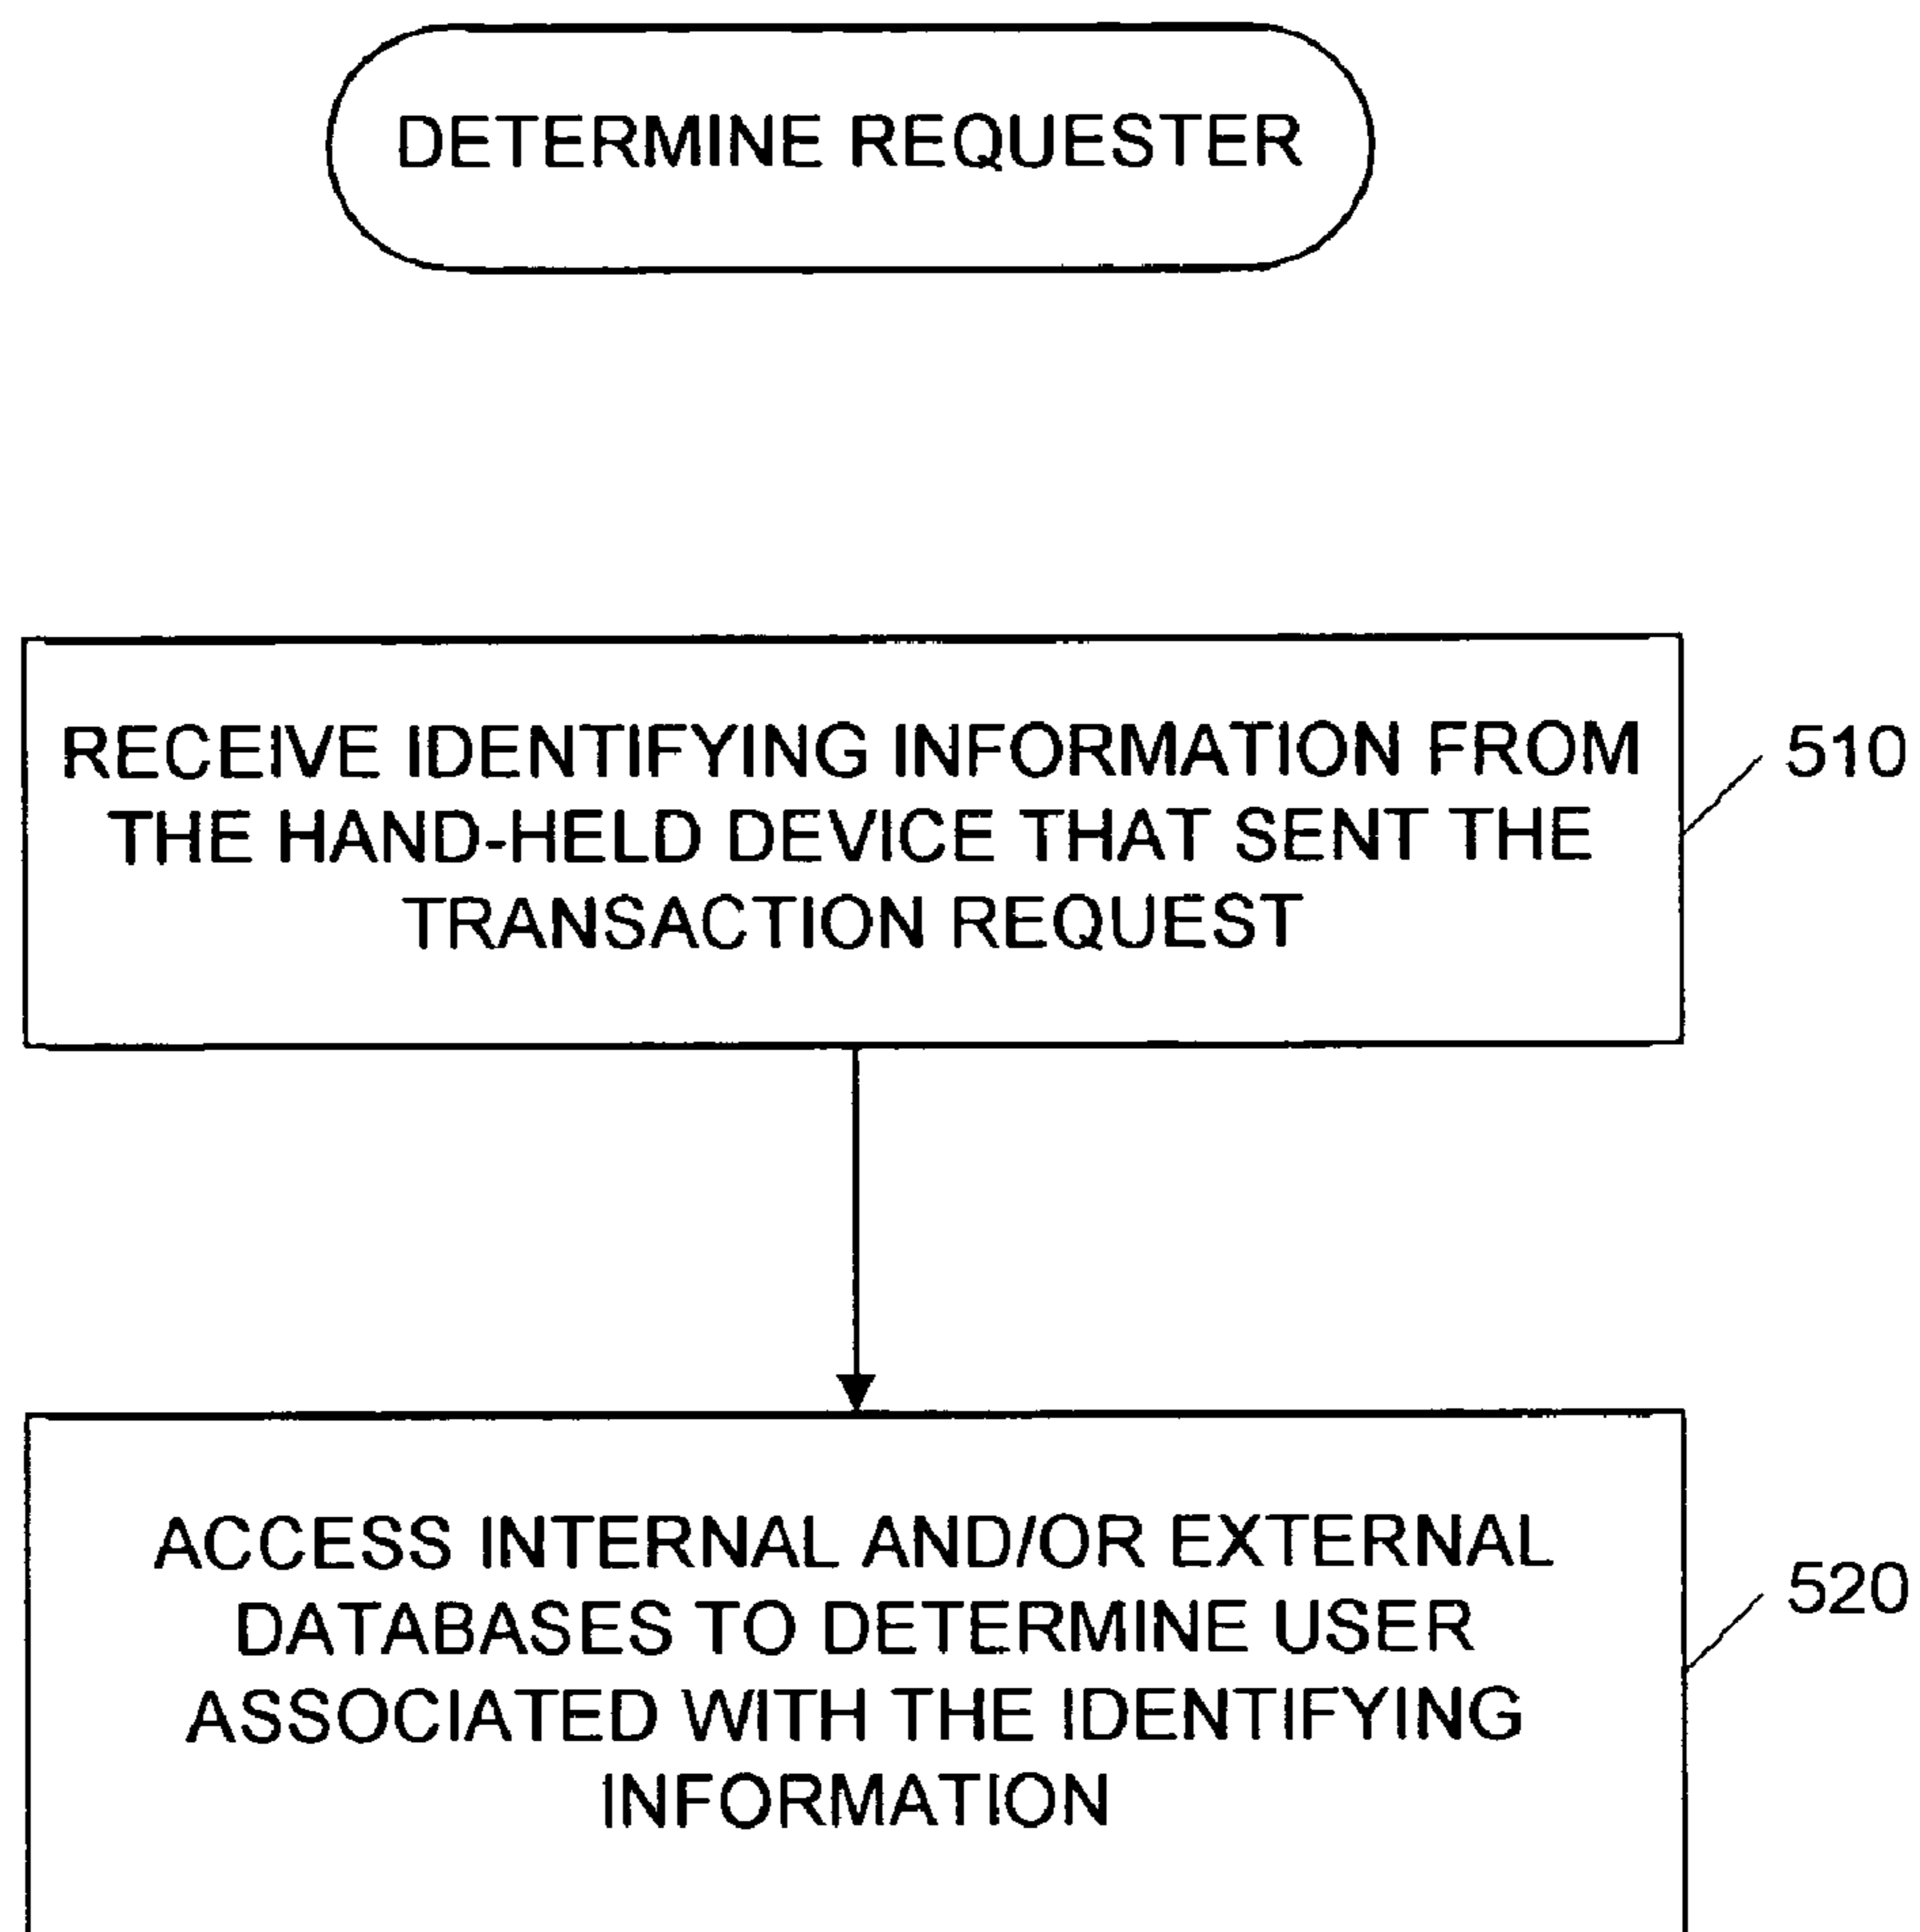 DETERMINE REQUESTER
RECEIVE IDENTIFYING INFORMATION FROM
THE HAND-HELD DEVICE THAT SENT THE
TRANSACTION REQUEST
510
ACCESS INTERNAL AND/OR EXTERNAL
DATABASES TO DETERMINE USER
ASSOCIATED WITH THE IDENTIFYING
INFORMATION
520